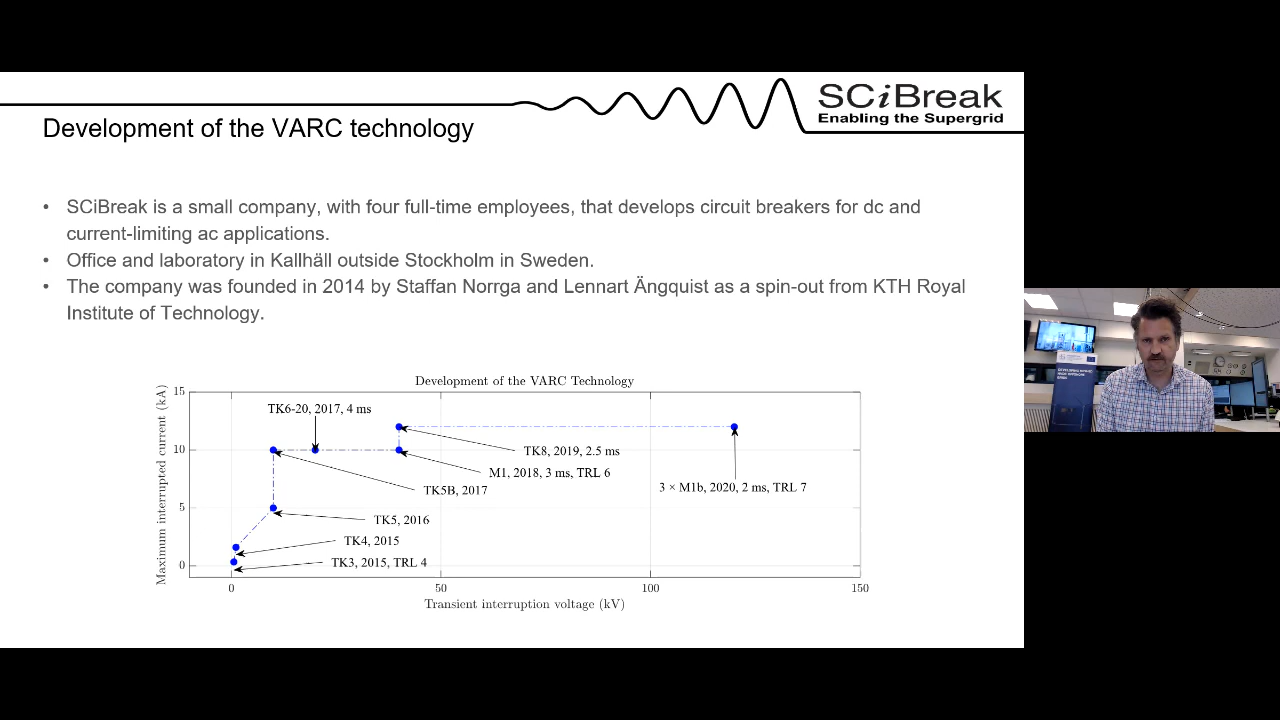 SCiBreak
Enabling the Supergrid
Development of the VARC technology
• SCiBreak is a small company, with four full-time employees, that develops circuit breakers for dc and
current-limiting ac applications.
• Office and laboratory in Kallhäll outside Stockholm in Sweden.
• The company was founded in 2014 by Staffan Norrga and Lennart Ängquist as a spin-out from KTH Royal
Institute of Technology.
Development of the VARC Technology
Maximum interrupted current (kA)
15
10
5
0
TK6-20, 2017, 4 ms
TK8, 2019, 2.5 ms
M1, 2018, 3 ms, TRL 6
3 × M1b, 2020, 2 ms, TRL 7
TK5B, 2017
TK5, 2016
TK4, 2015
TK3, 2015, TRL 4
0
50
100
150
Transient interruption voltage (kV)